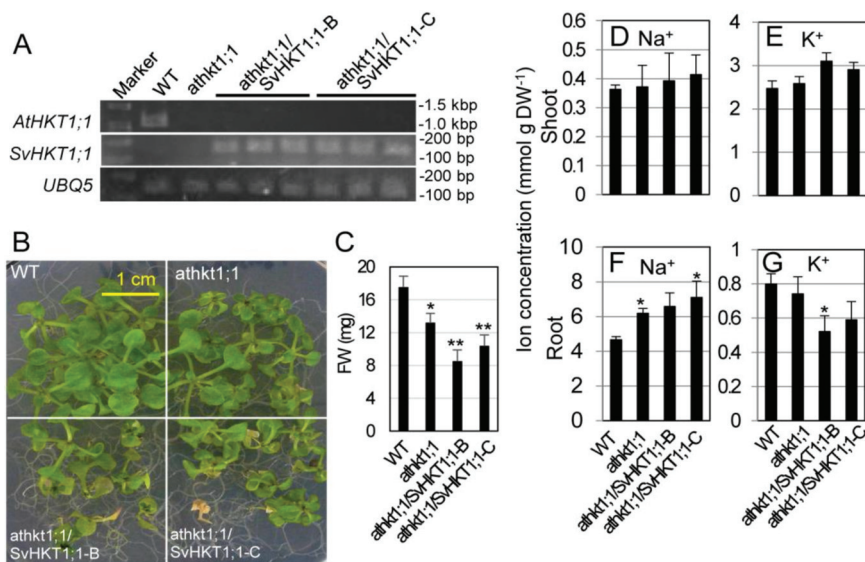 A
Marker
WT
athkt1;1
athkt1;1/
SvHKT1;1-B
athkt1;1/
SvHKT1;1-C
AtHKT1;1
-1.5 kbp
-1.0 kbp
SvHKT1;1
-200 bp
-100 bp
UBQ5
-200 bp
-100 bp
B
WT
1 cm
athkt1;1
athkt1;1/
SvHKT1;1-B
athkt1;1/
SvHKT1;1-C
C
FW (mg)
20
16
12
8
4
0
*
**
**
WT
athkt1;1
athkt1;1/SvHKT1;1-B
athkt1;1/SvHKT1;1-C
Ion concentration (mmol g DW-1)
Shoot
Root
D
Na+
0.6
0.5
0.4
0.3
0.2
0.1
0
E
K+
4
3
2
1
0
F
Na+
10
8
6
4
2
0
*
*
WT
athkt1;1
athkt1;1/SvHKT1;1-B
athkt1;1/SvHKT1;1-C
G
K+
1
0.8
0.6
0.4
0.2
0
*
WT
athkt1;1
athkt1;1/SvHKT1;1-B
athkt1;1/SvHKT1;1-C